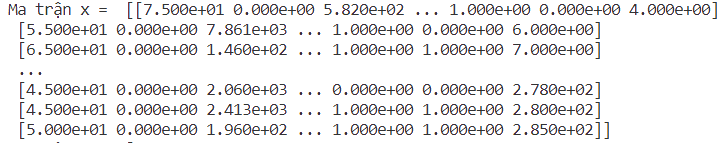 Ma trận x =  [[7.500e+01 0.000e+00 5.820e+02 ... 1.000e+00 0.000e+00 4.000e+00]
[5.500e+01 0.000e+00 7.861e+03 ... 1.000e+00 0.000e+00 6.000e+00]
[6.500e+01 0.000e+00 1.460e+02 ... 1.000e+00 1.000e+00 7.000e+00]
...
[4.500e+01 0.000e+00 2.060e+03 ... 0.000e+00 0.000e+00 2.780e+02]
[4.500e+01 0.000e+00 2.413e+03 ... 1.000e+00 1.000e+00 2.800e+02]
[5.000e+01 0.000e+00 1.960e+02 ... 1.000e+00 1.000e+00 2.850e+02]]